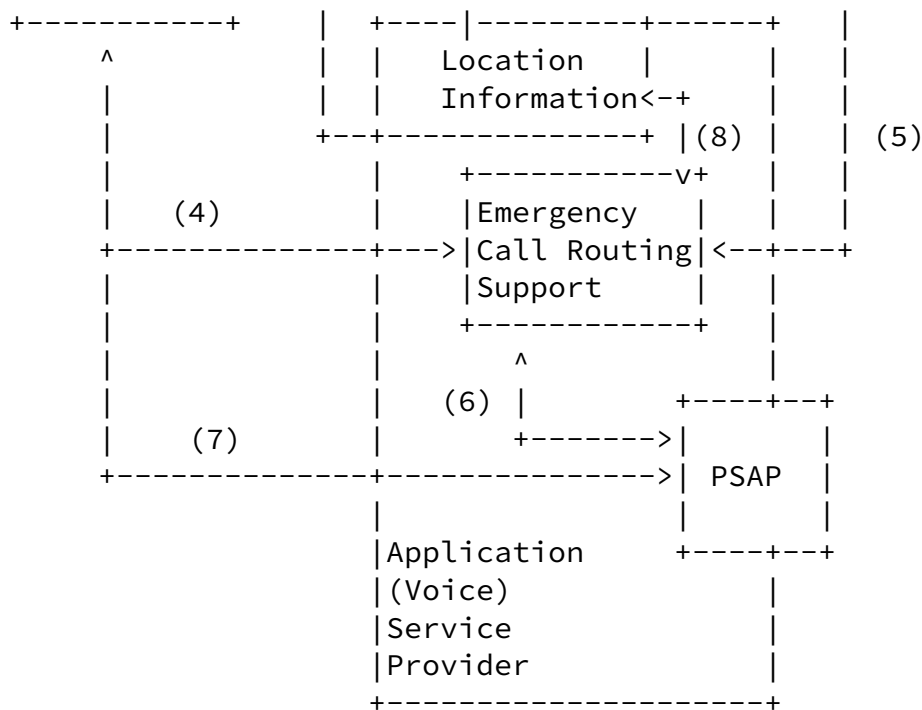 Location
Information
(8)
(5)
(4)
Emergency
Call Routing
Support
(6)
(7)
PSAP
Application
(Voice)
Service
Provider